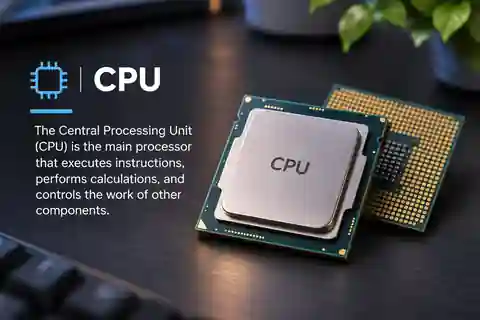 CPU
The Central Processing Unit
(CPU) is the main processor
that executes instructions,
performs calculations, and
controls the work of other
components.
CPU